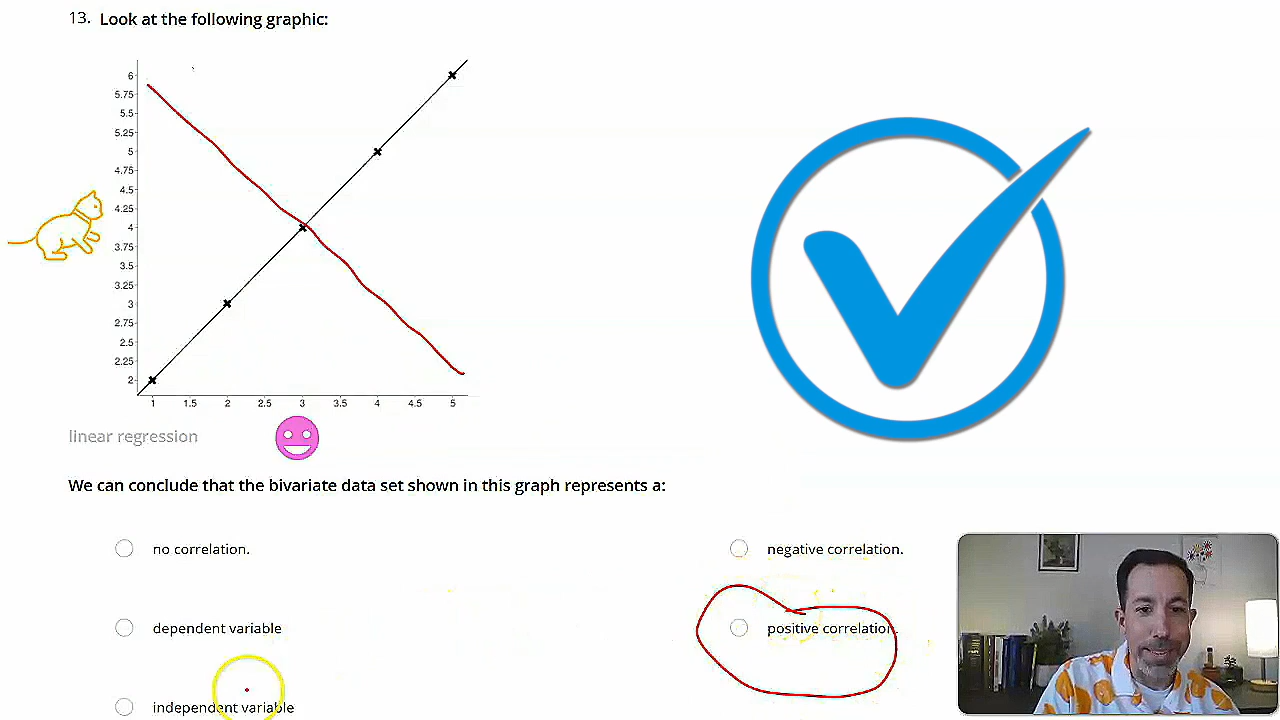 13. Look at the following graphic:
6
5.75
5.5
5.25
5
4.75
4.5
4.25
4
3.75
3.5
3.25
3
2.75
2.5
2.25
2
1 1.5 2 2.5 3 3.5 4 4.5 5
linear regression
We can conclude that the bivariate data set shown in this graph represents a:
no correlation. negative correlation.
dependent variable positive correlation.
independent variable